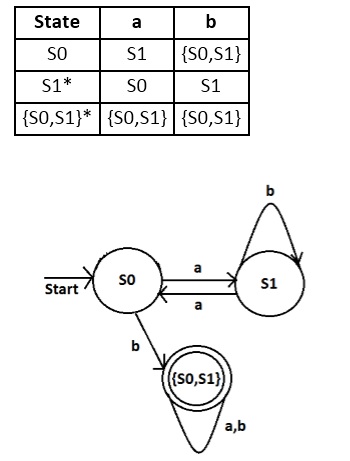 State a b
S0 S1 {S0,S1}
S1* S0 S1
{S0,S1}* {S0,S1} {S0,S1}
b
a
S0
S1
Start
a
b
{S0,S1}
a,b